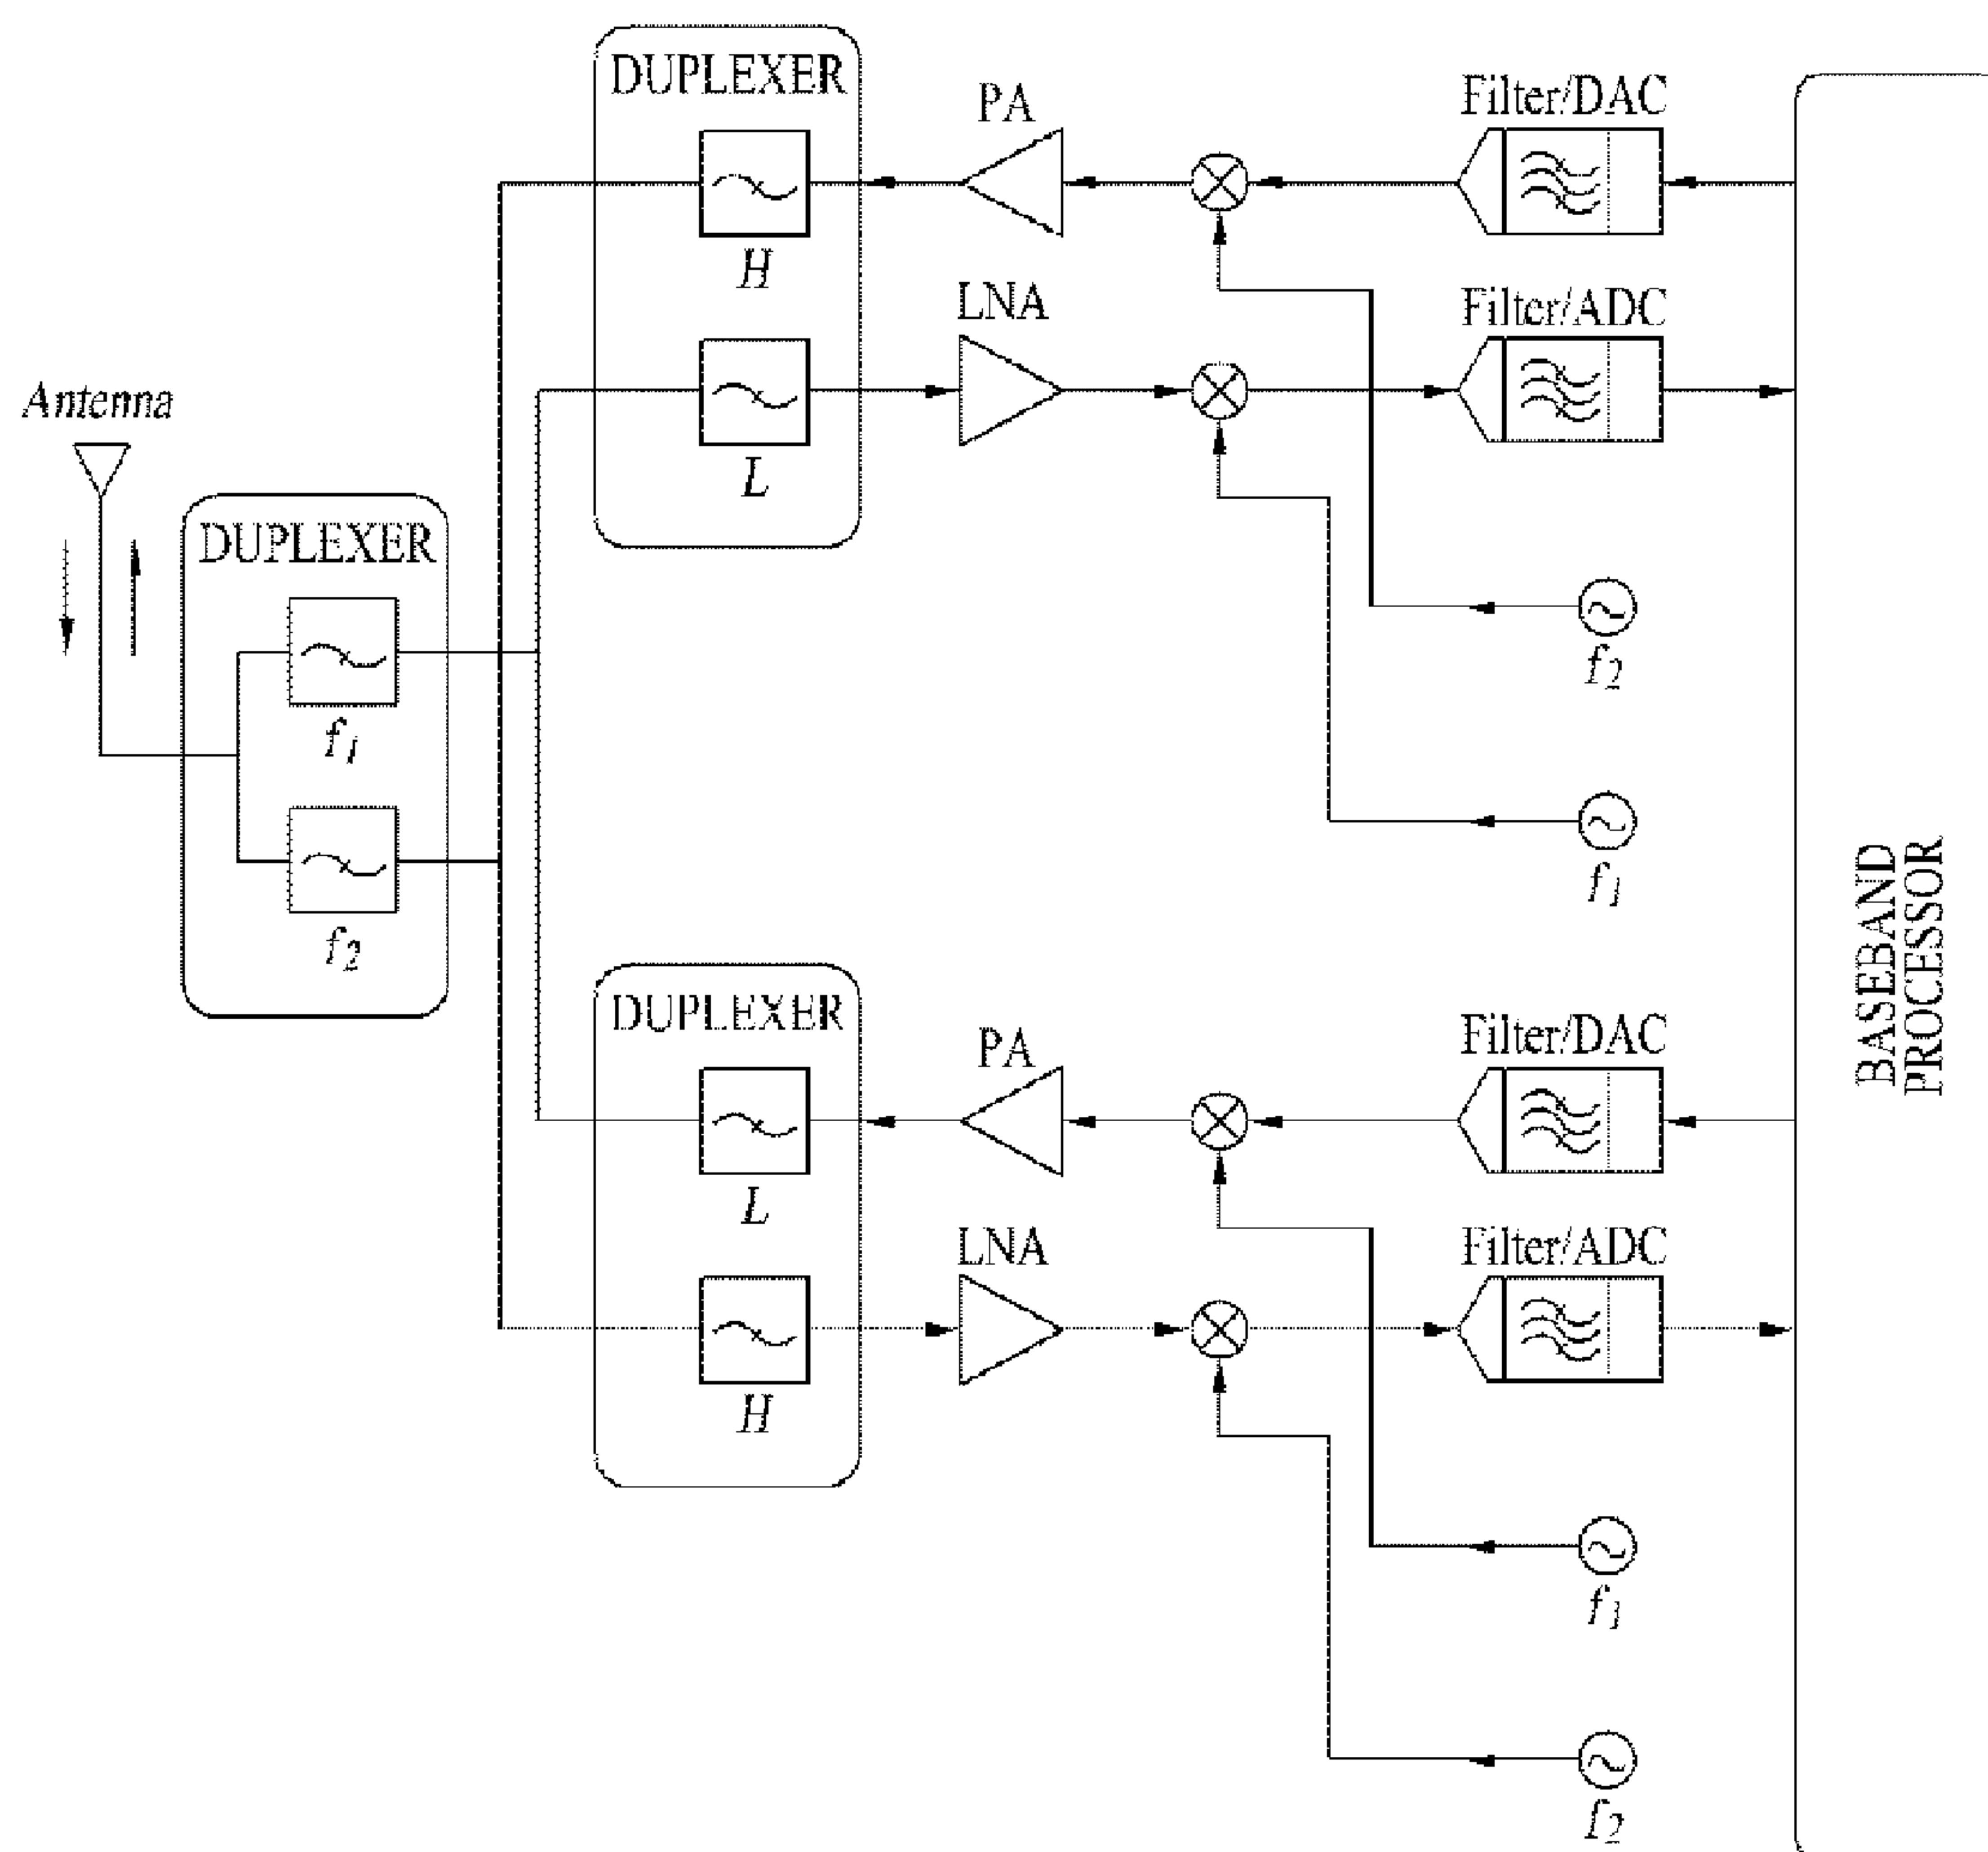 DUPLEXER
PA
Filter/DAC
H
LNA
Filter/ADC
L
Antenna
DUPLEXER
f1
f2
f2
f1
BASEBAND
PROCESSOR
DUPLEXER
PA
Filter/DAC
L
LNA
Filter/ADC
H
f1
f2